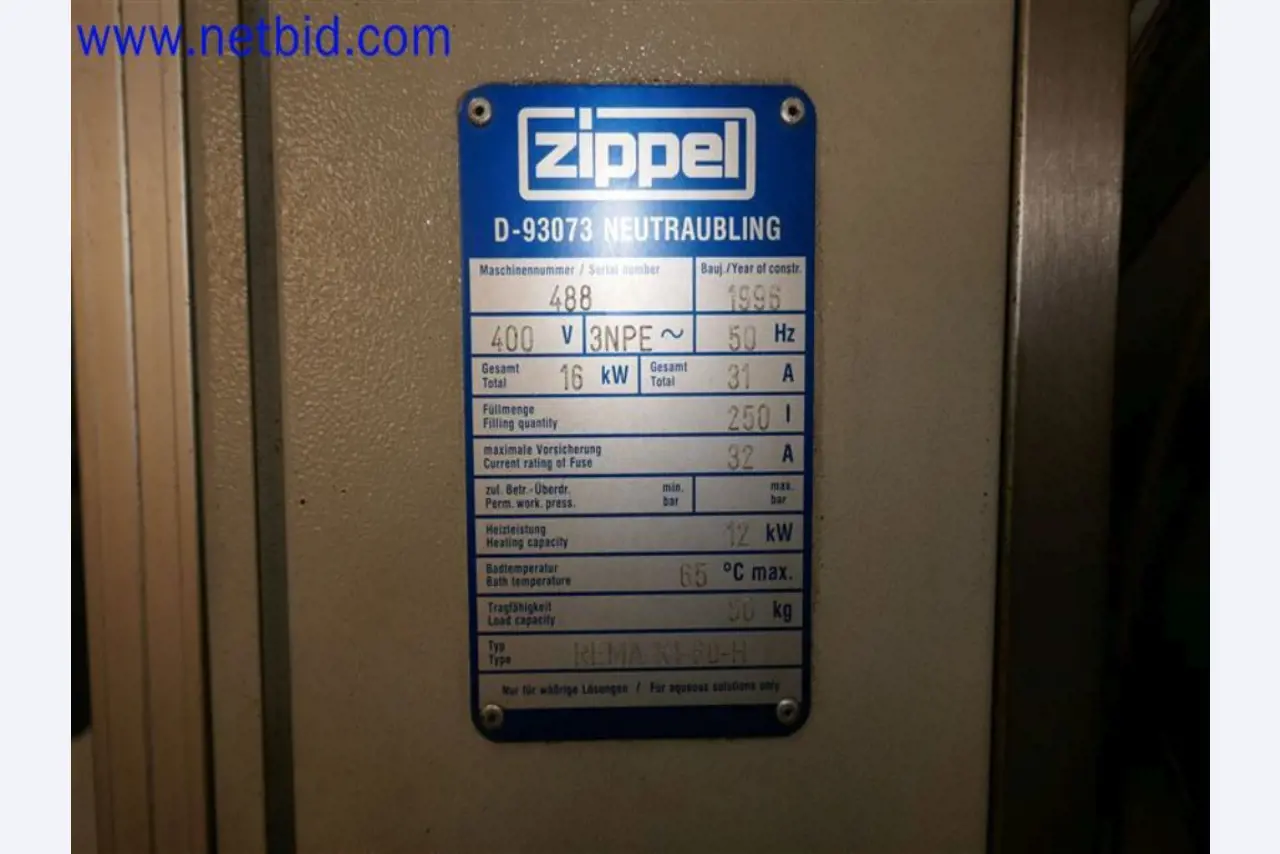 www.netbid.com
zippel
D-93073 NEUTRAUBLING
Maschinennummer / Serial number Bauj./Year of constr.
488 1996
400 V 3NPE ~ 50 Hz
Gesamt Total 16 kW Gesamt Total 31 A
Füllmenge
Filling quantity 250 l
maximale Vorsicherung
Current rating of Fuse 32 A
zul. Betr.-Überdr. min. max.
Perm. work. press. bar bar
Heizleistung
Heating capacity 12 kW
Badtemperatur
Bath temperature 65 °C max.
Tragfähigkeit
Load capacity kg
Typ
Type REMA
Nur für wäßrige Lösungen / For aqueous solutions only